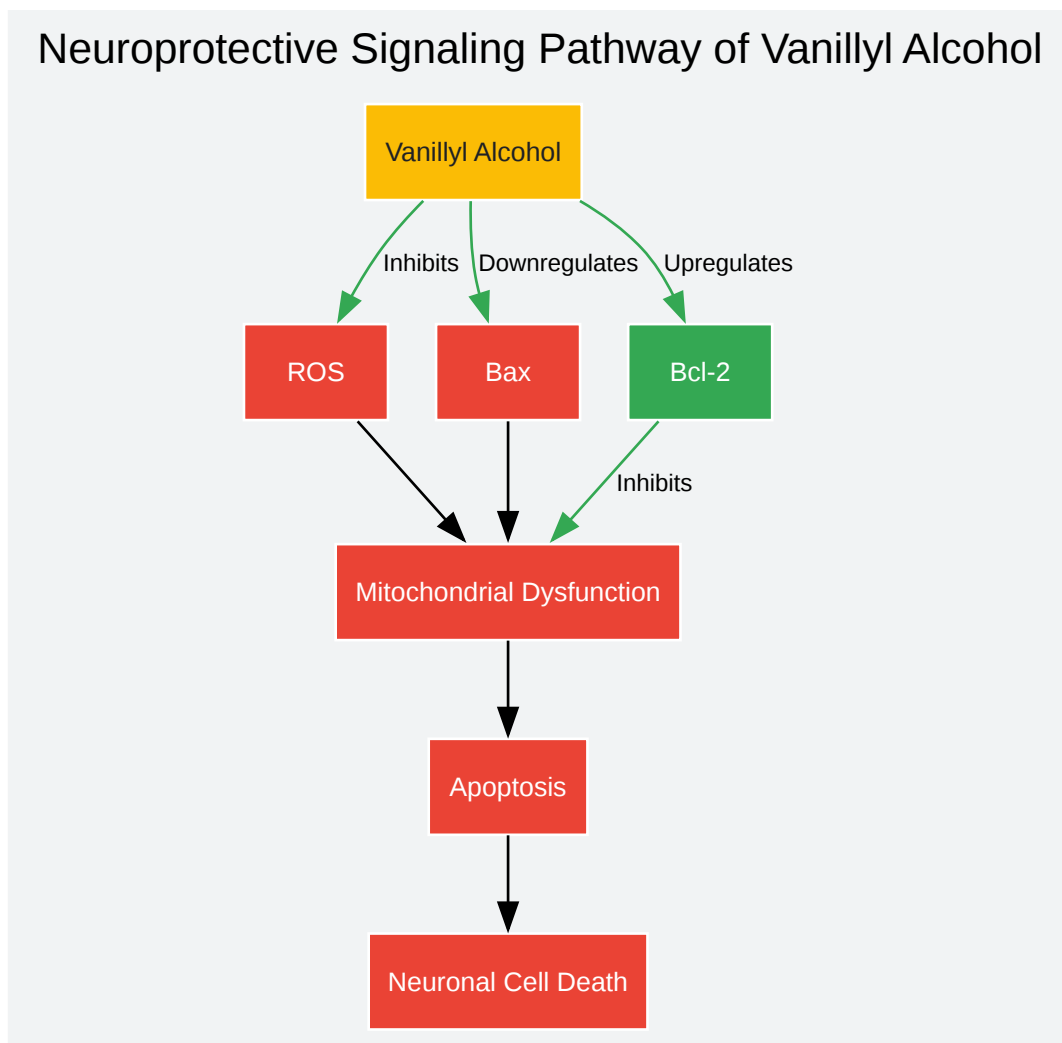 Neuroprotective Signaling Pathway of Vanillyl Alcohol
Vanillyl Alcohol
Inhibits
Downregulates
Upregulates
ROS
Bax
Bcl-2
Inhibits
Mitochondrial Dysfunction
Apoptosis
Neuronal Cell Death